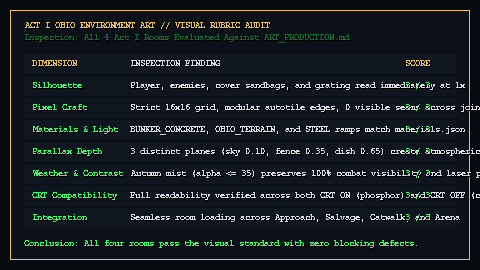 ACT I OHIO ENVIRONMENT ART // VISUAL RUBRIC AUDIT
Inspection: All 4 Act I Rooms Evaluated Against ART_PRODUCTION.md
DIMENSION INSPECTION FINDING SCORE
Silhouette Player, enemies, cover sandbags, and grating read immediately at 1x
Pixel Craft Strict 16x16 grid, modular autotile edges, 0 visible seams across join
Materials & Light BUNKER_CONCRETE, OHIO_TERRAIN, and STEEL ramps match materials.json
Parallax Depth 3 distinct planes (sky 0.10, fence 0.35, dish 0.65) create atmospheric
Weather & Contrast Autumn mist (alpha <= 35) preserves 100% combat visibility and laser
CRT Compatibility Full readability verified across both CRT ON (phosphor) and CRT OFF
Integration Seamless room loading across Approach, Salvage, Catwalk, and Arena
Conclusion: All four rooms pass the visual standard with zero blocking defects.